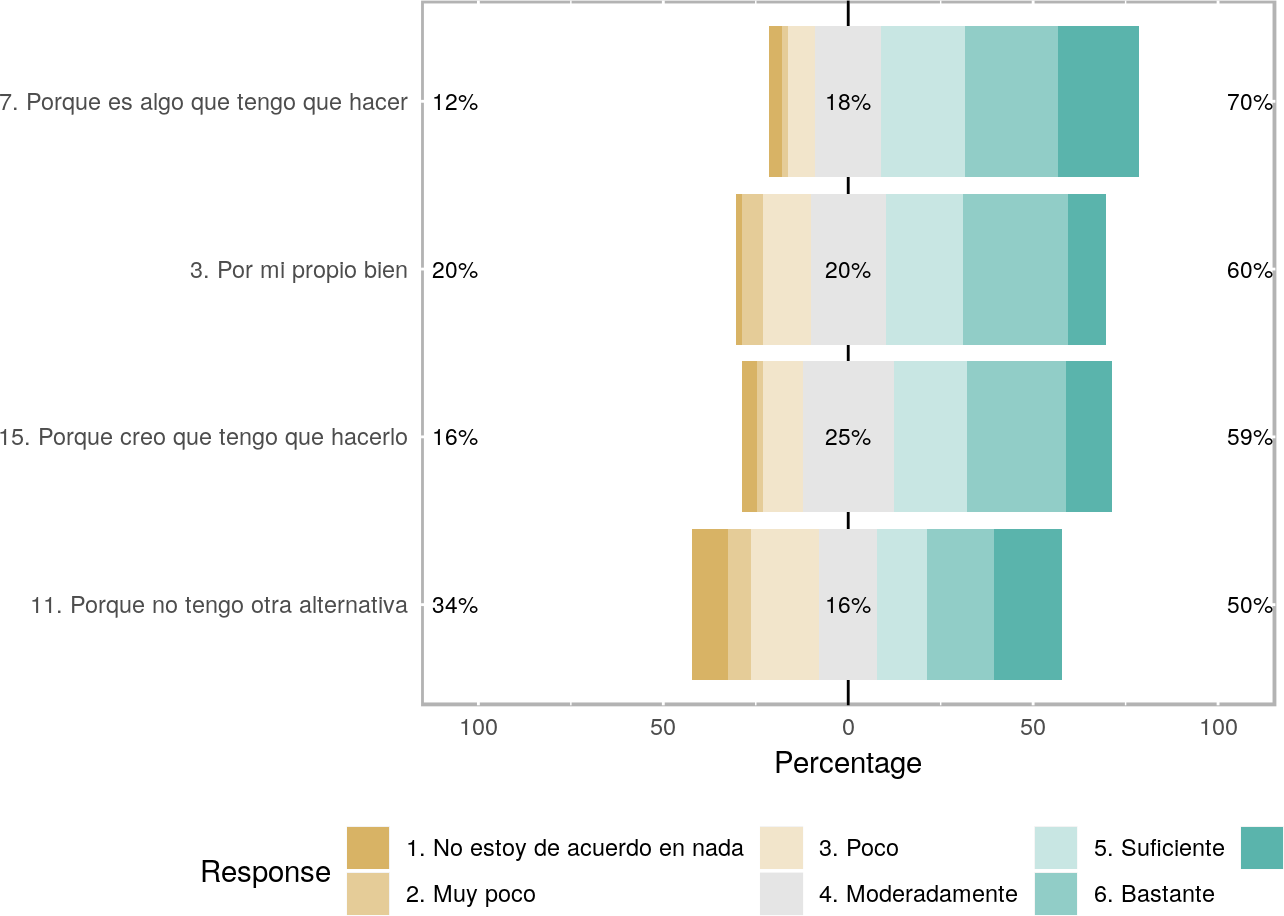 7. Porque es algo que tengo que hacer 12% 18% 70%
3. Por mi propio bien 20% 20% 60%
15. Porque creo que tengo que hacerlo 16% 25% 59%
11. Porque no tengo otra alternativa 34% 16% 50%
100 50 0 50 100
Percentage
Response
1. No estoy de acuerdo en nada 3. Poco 5. Suficiente
2. Muy poco 4. Moderadamente 6. Bastante